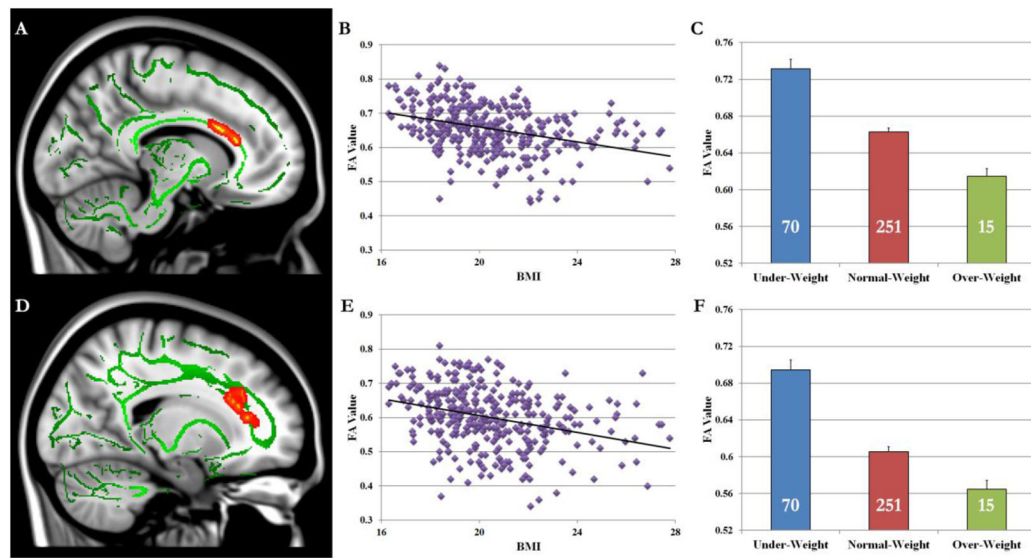 A
B
0.9
0.8
0.7
0.6
0.5
0.4
0.3
FA Value
16 20 24 28
BMI
C
0.76
0.72
0.68
0.64
0.60
0.56
0.52
FA Value
70 251 15
Under-Weight Normal-Weight Over-Weight
D
E
0.9
0.8
0.7
0.6
0.5
0.4
0.3
FA Value
16 20 24 28
BMI
F
0.76
0.72
0.68
0.64
0.6
0.56
0.52
FA Value
70 251 15
Under-Weight Normal-Weight Over-Weight